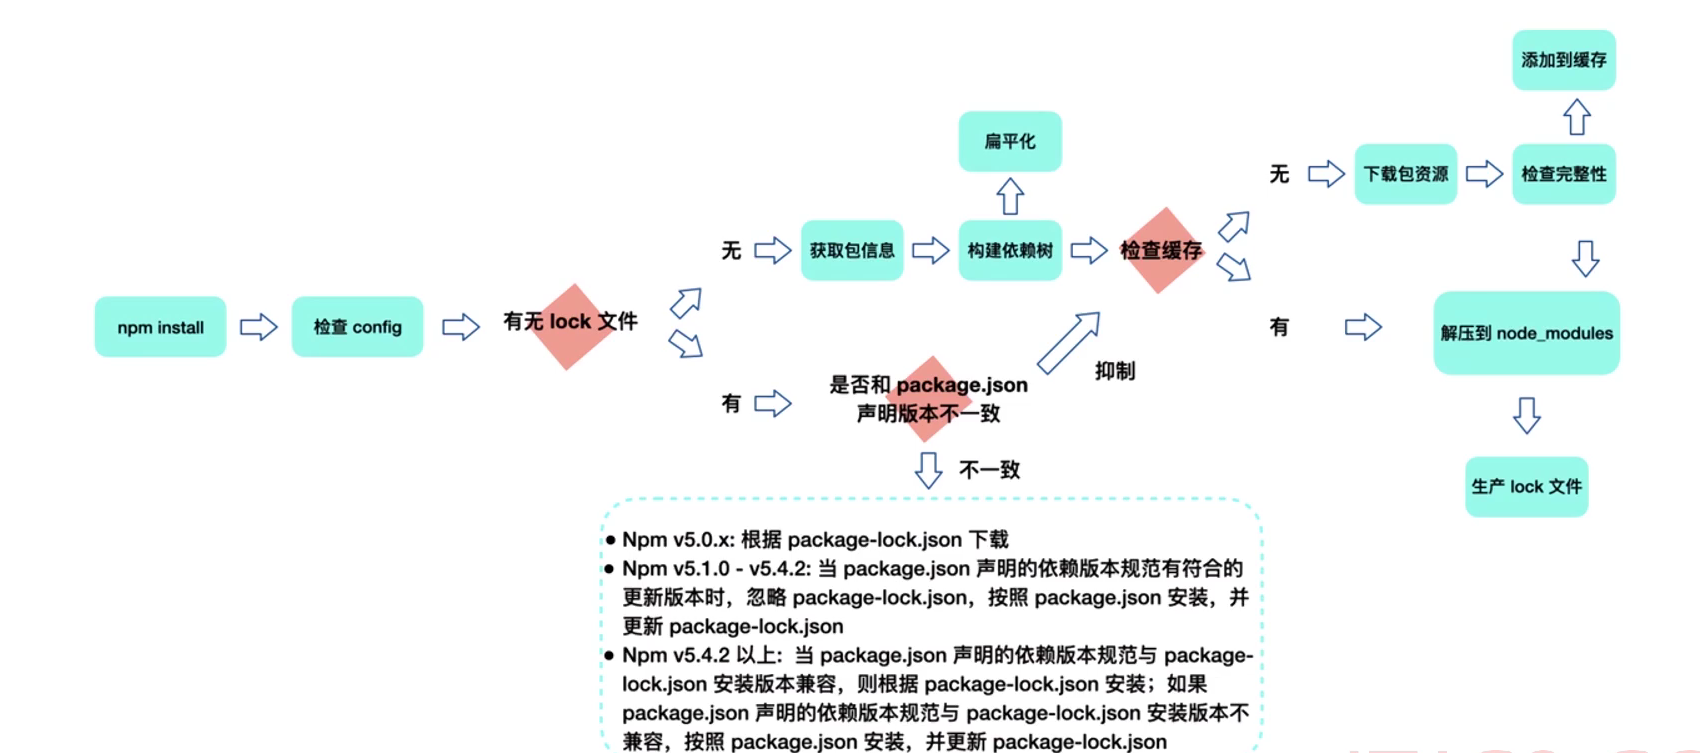 npm install
检查 config
有无 lock 文件
无
获取包信息
构建依赖树
扁平化
检查缓存
无
下载包资源
检查完整性
添加到缓存
有
解压到 node_modules
生产 lock 文件
有
是否和 package.json
声明版本不一致
抑制
不一致
● Npm v5.0.x: 根据 package-lock.json 下载
● Npm v5.1.0 - v5.4.2: 当 package.json 声明的依赖版本规范有符合的
更新版本时，忽略 package-lock.json，按照 package.json 安装，并
更新 package-lock.json
● Npm v5.4.2 以上：当 package.json 声明的依赖版本规范与 package-
lock.json 安装版本兼容，则根据 package-lock.json 安装；如果
package.json 声明的依赖版本规范与 package-lock.json 安装版本不
兼容，按照 package.json 安装，并更新 package-lock.json